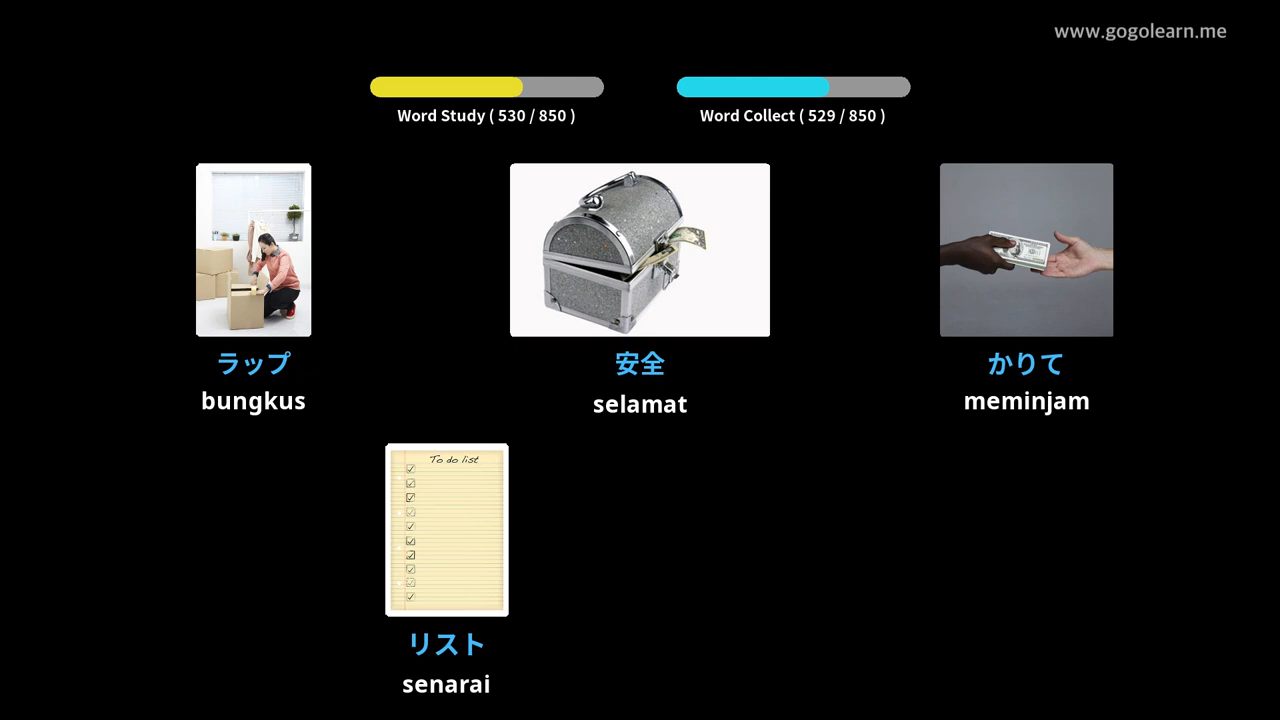 www.gogolearn.me
Word Study ( 530 / 850 )
Word Collect ( 529 / 850 )
ラップ
bungkus
安全
selamat
かりて
meminjam
To do list
リスト
senarai